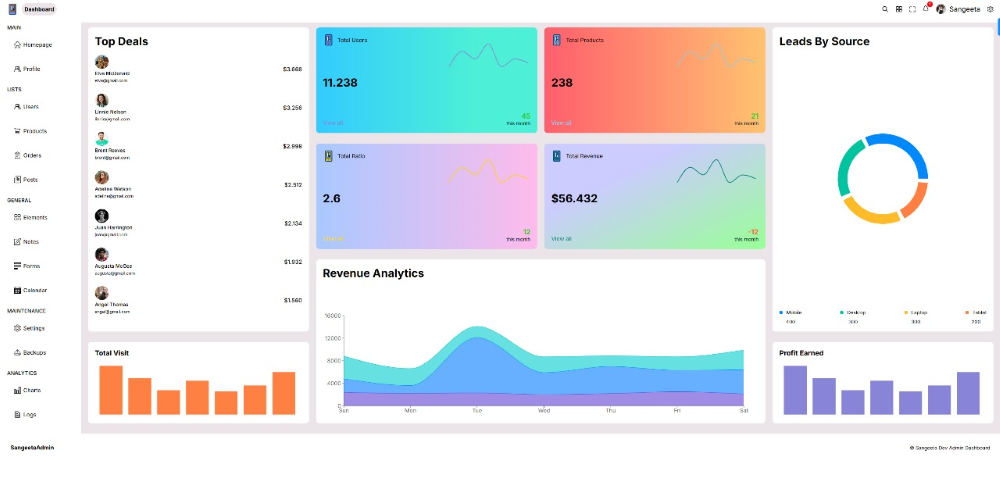 Dashboard
Sangeeta
MAIN
Homepage
Profile
LISTS
Users
Products
Orders
Posts
GENERAL
Elements
Notes
Forms
Calendar
MAINTENANCE
Settings
Backups
ANALYTICS
Charts
Logs
Top Deals
Elva McDonald
elva@gmail.com
$3.668
Linnie Nelson
linnie@gmail.com
$3.256
Brent Reeves
brent@gmail.com
$2.998
Adeline Watson
adeline@gmail.com
$2.512
Juan Harrington
juan@gmail.com
$2.134
Augusta McGee
augusta@gmail.com
$1.932
Angel Thomas
angel@gmail.com
$1.560
Total Users
11.238
View all
45
this month
Total Products
238
View all
21
this month
Total Ratio
2.6
View all
12
this month
Total Revenue
$56.432
View all
-12
this month
Leads By Source
Mobile
Desktop
Laptop
Tablet
400
300
300
200
Total Visit
Revenue Analytics
16000
12000
8000
4000
0
Sun
Mon
Tue
Wed
Thu
Fri
Sat
Profit Earned
SangeetaAdmin
© Sangeeta Dev Admin Dashboard